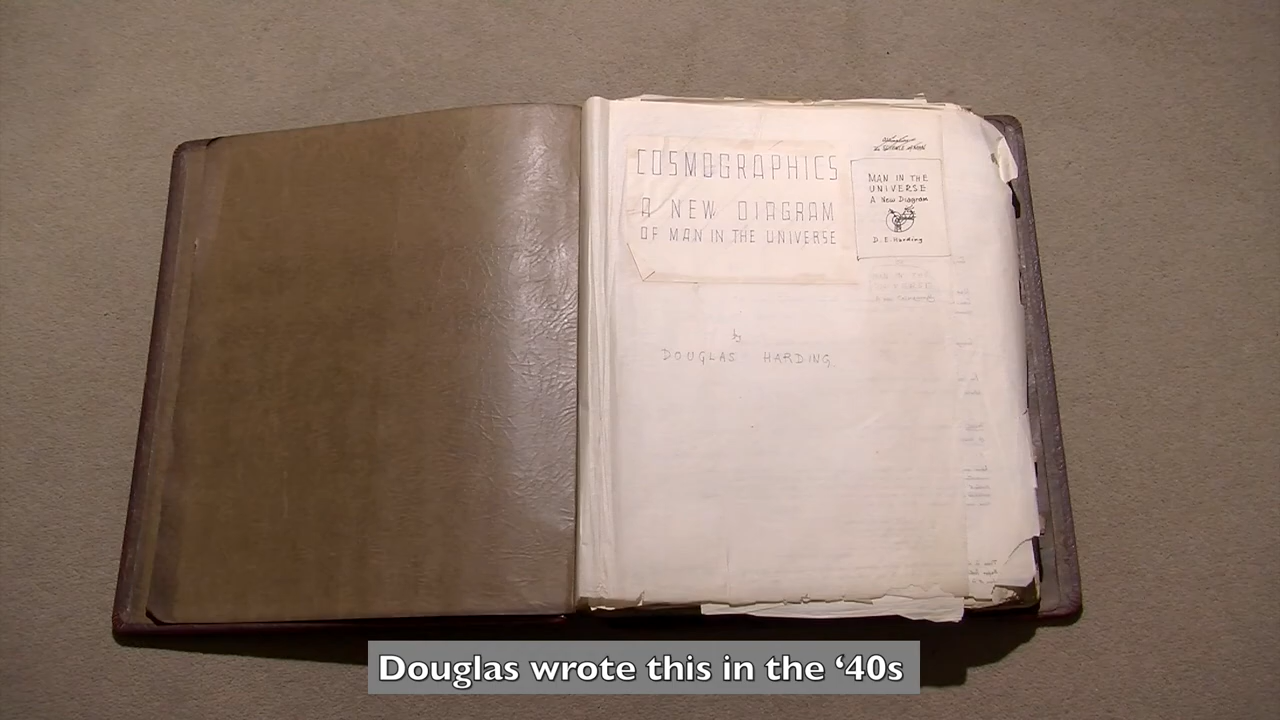 COSMOGRAPHICS
A NEW DIAGRAM
OF MAN IN THE UNIVERSE
MAN IN THE
UNIVERSE
A New Diagram
D. E. Harding
by
DOUGLAS HARDING
Douglas wrote this in the ‘40s